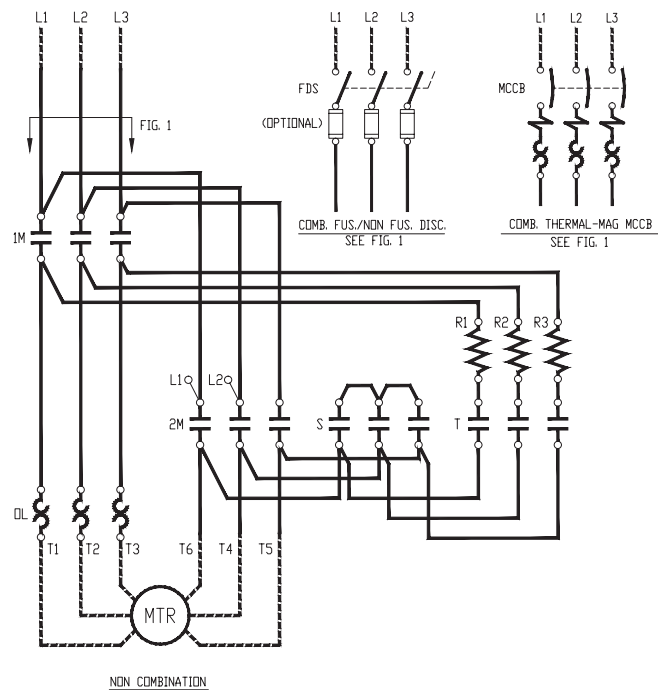 L1 L2 L3
L1 L2 L3
L1 L2 L3
FDS
MCCB
(OPTIONAL)
FIG. 1
COMB. FUS./NON FUS. DISC.
SEE FIG. 1
COMB. THERMAL-MAG MCCB
SEE FIG. 1
1M
R1 R2 R3
L1 L2
2M S T
OL
T1 T2 T3 T6 T4 T5
MTR
NON COMBINATION